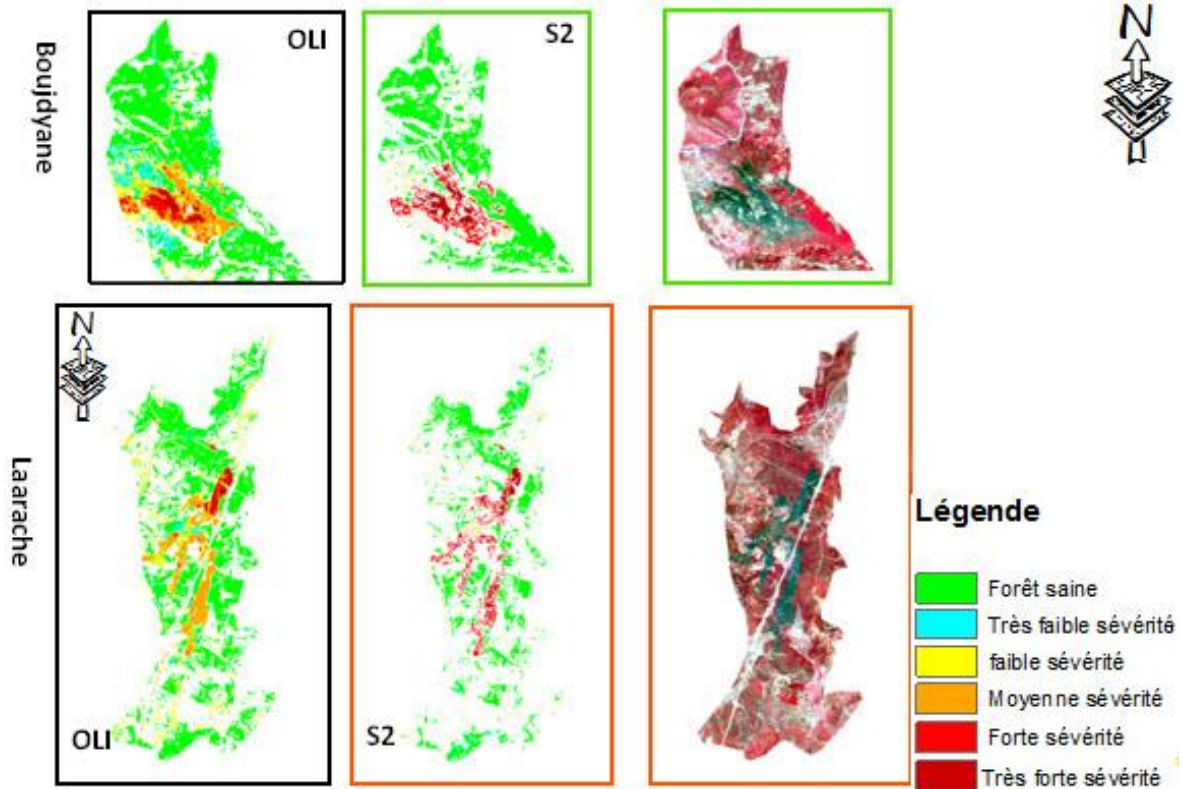 Boujdyane
OLI
S2
N
N
Laarache
OLI
S2
Légende
Forêt saine
Très faible sévérité
faible sévérité
Moyenne sévérité
Forte sévérité
Très forte sévérité